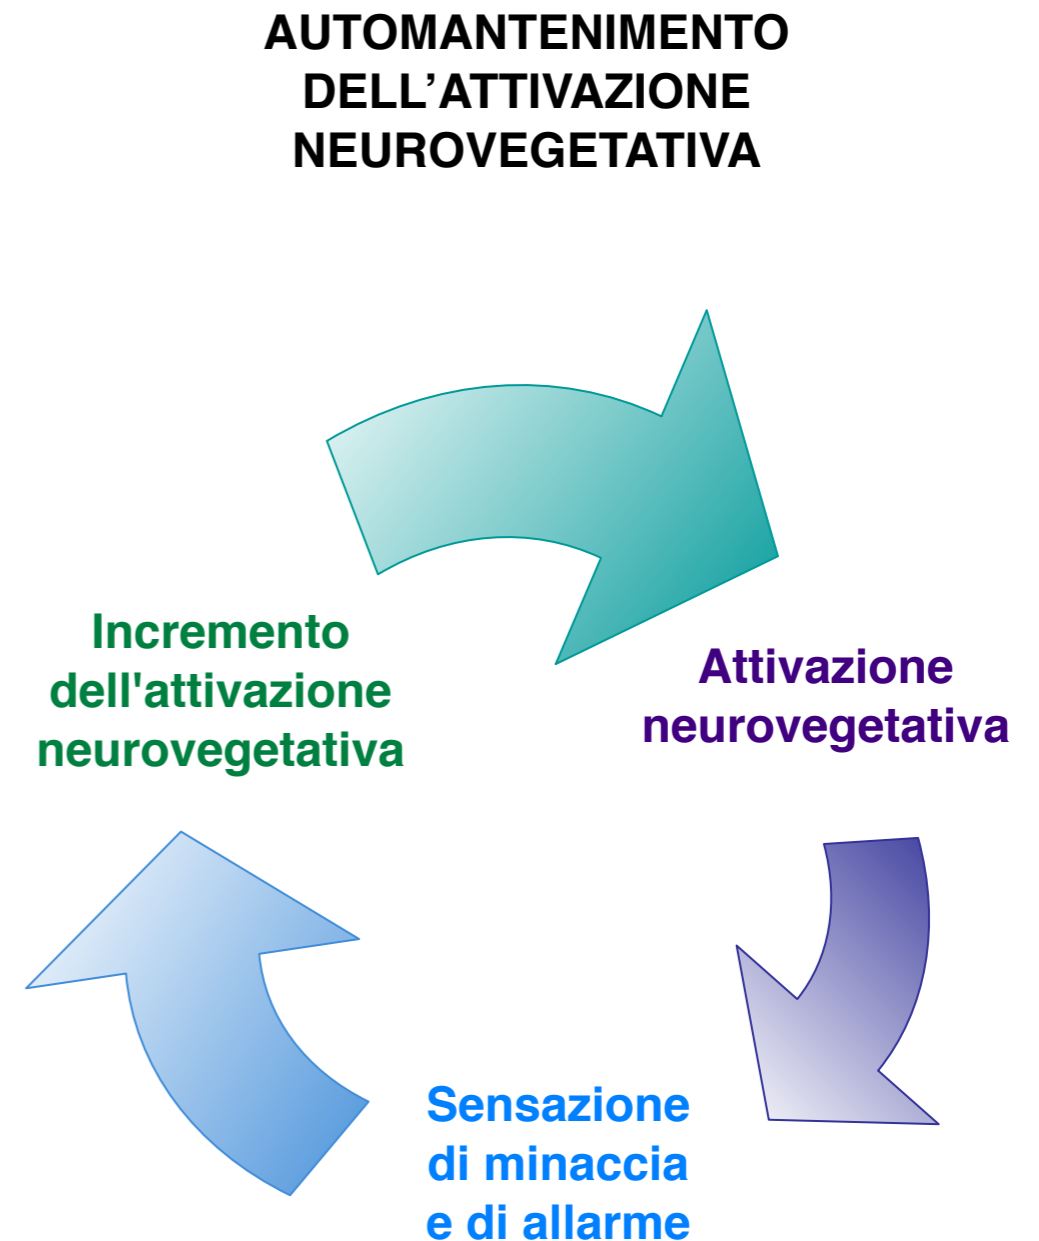 AUTOMANTENIMENTO
DELL’ATTIVAZIONE
NEUROVEGETATIVA
Incremento
dell'attivazione
neurovegetativa
Attivazione
neurovegetativa
Sensazione
di minaccia
e di allarme